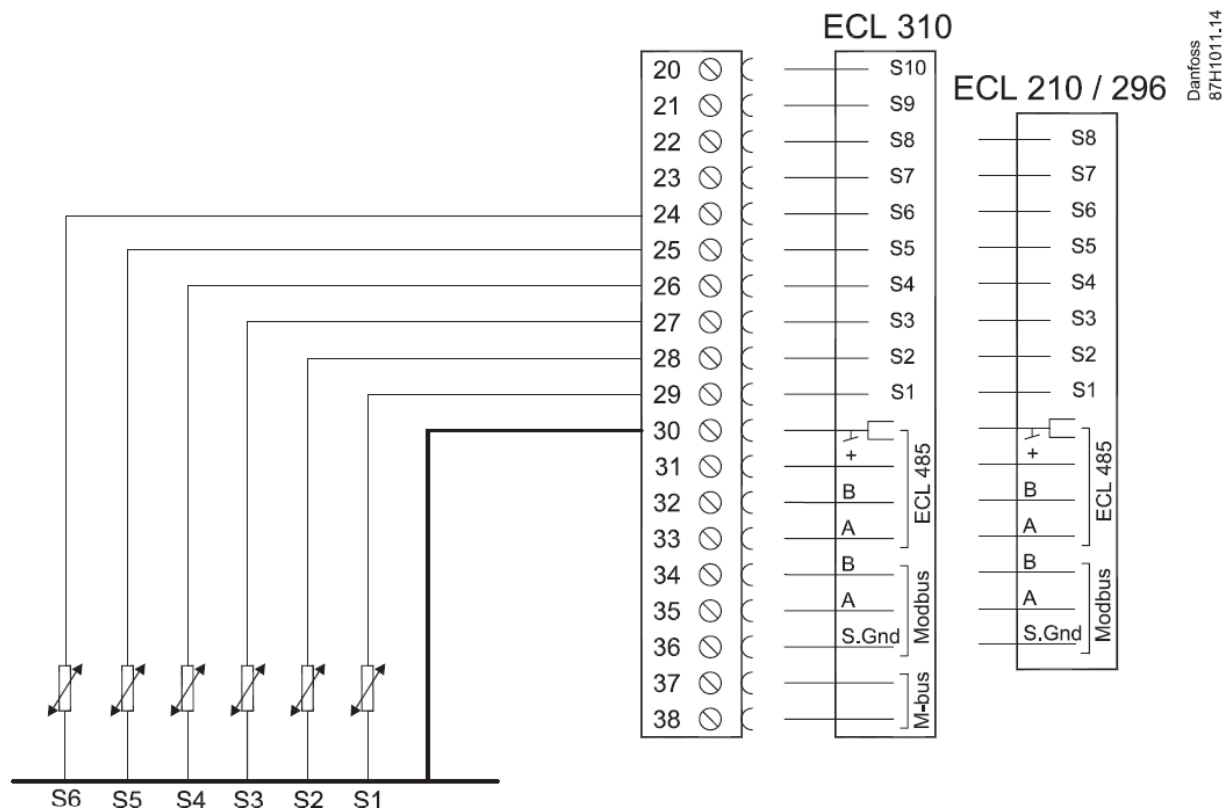 ECL 310
ECL 210 / 296
Danfoss
87H1011.14
20 S10
21 S9
22 S8 S8
23 S7 S7
24 S6 S6
25 S5 S5
26 S4 S4
27 S3 S3
28 S2 S2
29 S1 S1
30
31 + +
32 B B
33 A A
ECL 485 ECL 485
34 B B
35 A A
36 S.Gnd S.Gnd
Modbus Modbus
37
38
M-bus
S6 S5 S4 S3 S2 S1